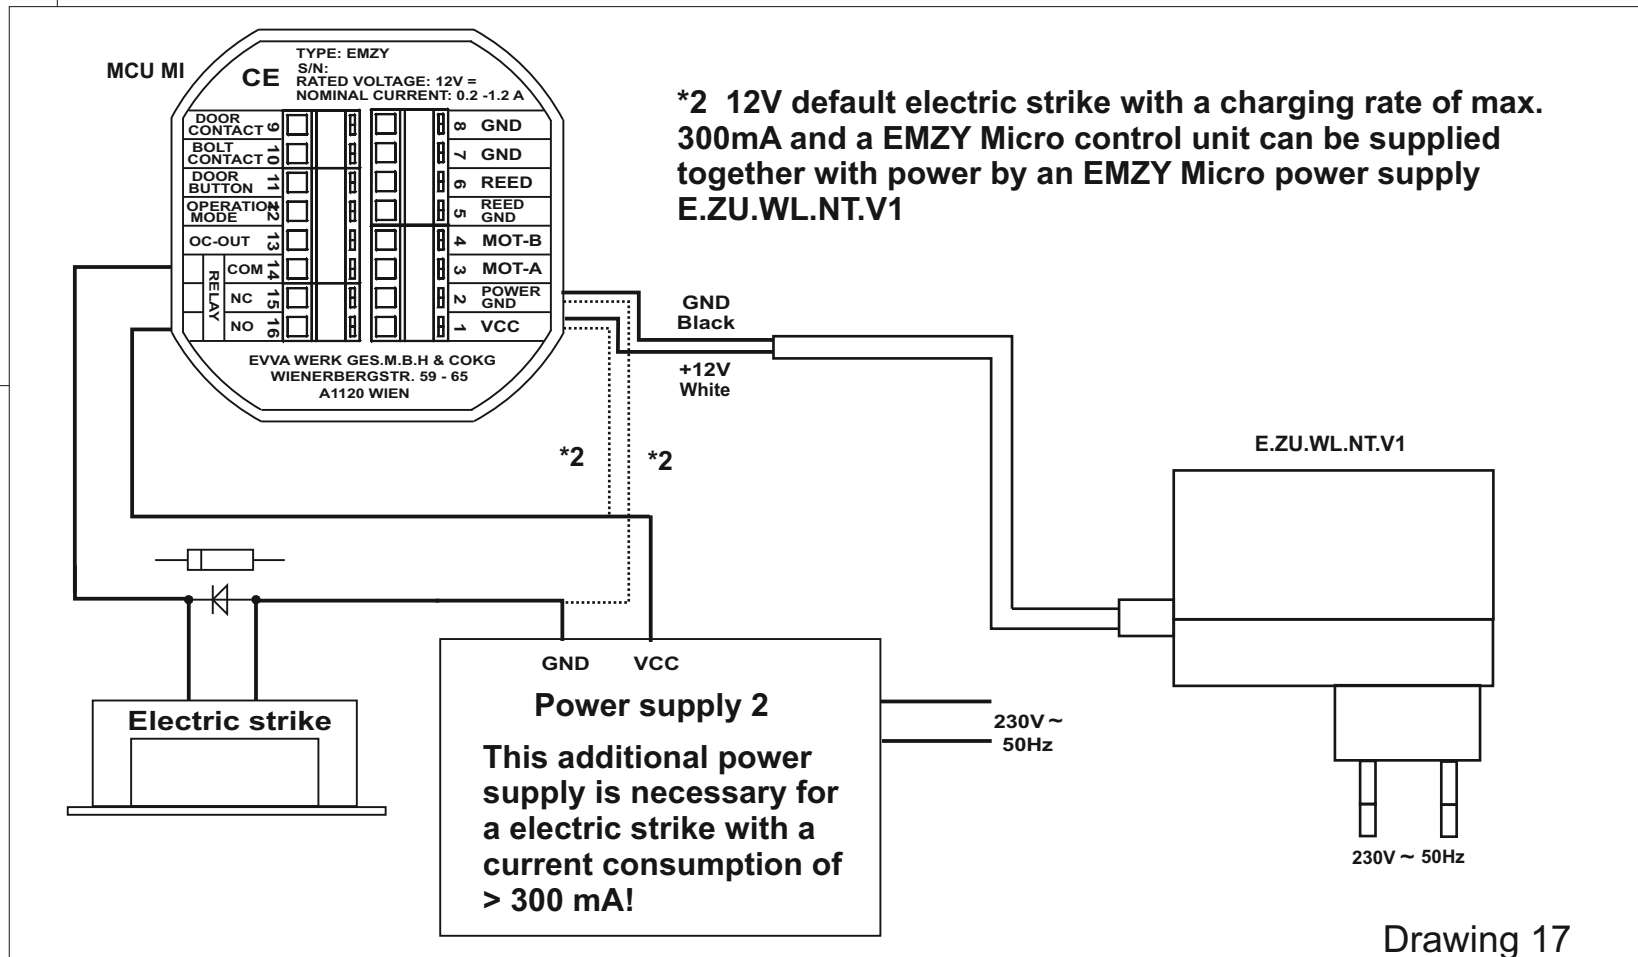 MCU MI
CE
TYPE: EMZY
S/N:
RATED VOLTAGE: 12V =
NOMINAL CURRENT: 0.2 -1.2 A
DOOR
CONTACT 9
BOLT
CONTACT 10
DOOR
BUTTON 11
OPERATION
MODE 12
OC-OUT 13
RELAY
COM 14
NC 15
NO 16
8 GND
7 GND
6 REED
5 REED
GND
4 MOT-B
3 MOT-A
2 POWER
GND
1 VCC
EVVA WERK GES.M.B.H & COKG
WIENERBERGSTR. 59 - 65
A1120 WIEN
*2 12V default electric strike with a charging rate of max.
300mA and a EMZY Micro control unit can be supplied
together with power by an EMZY Micro power supply
E.ZU.WL.NT.V1
GND
Black
+12V
White
*2
*2
E.ZU.WL.NT.V1
Electric strike
GND VCC
Power supply 2
This additional power
supply is necessary for
a electric strike with a
current consumption of
> 300 mA!
230V ~
50Hz
230V ~ 50Hz
Drawing 17